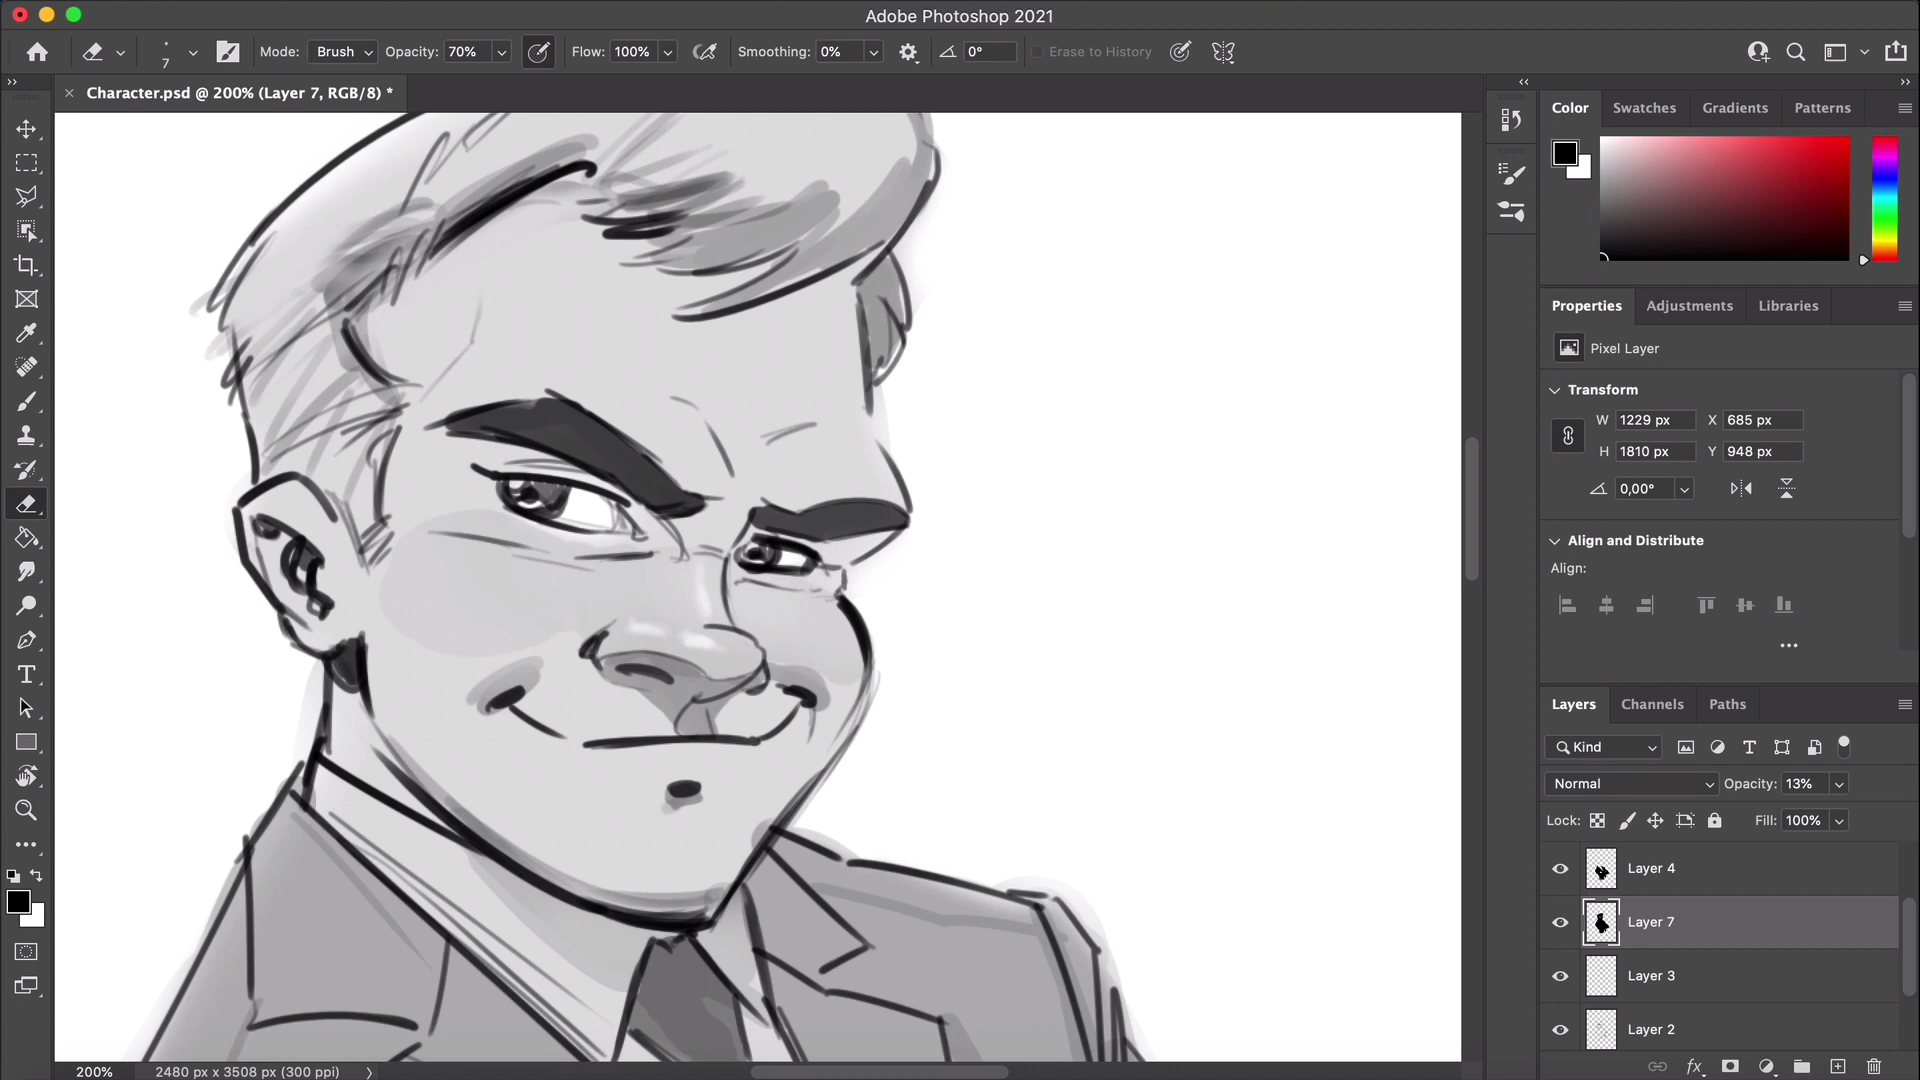 Adobe Photoshop 2021
7
Mode: Brush Opacity: 70% Flow: 100% Smoothing: 0% 0° Erase to History
Character.psd @ 200% (Layer 7, RGB/8) *
Color Swatches Gradients Patterns
Properties Adjustments Libraries
Pixel Layer
Transform
W 1229 px X 685 px
H 1810 px Y 948 px
0,00°
Align and Distribute
Align:
Layers Channels Paths
Kind
Normal Opacity: 13%
Lock: Fill: 100%
Layer 4
Layer 7
Layer 3
Layer 2
fx
200% 2480 px x 3508 px (300 ppi)